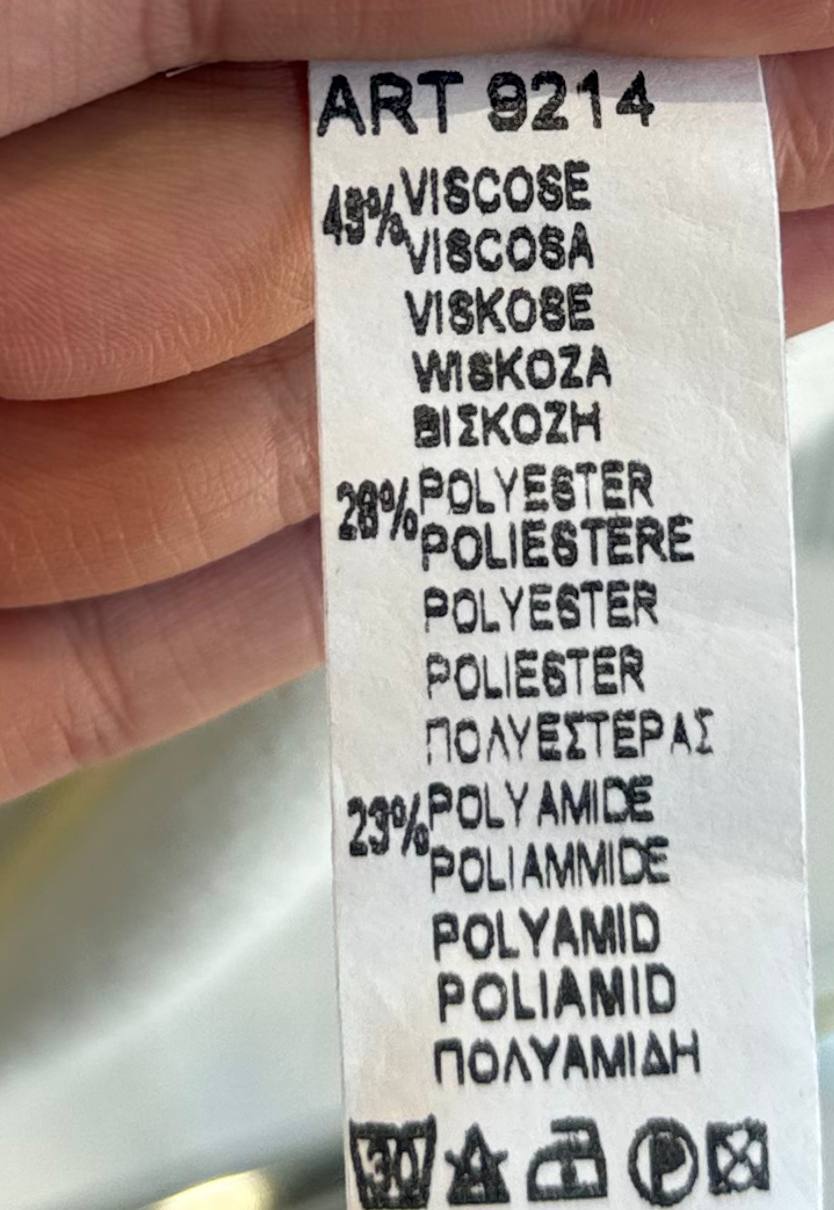 ART 9214
49% VISCOSE
VISCOSA
VISKOSE
WISKOZA
ΒΙΣΚΟΖΗ
28% POLYESTER
POLIESTERE
POLYESTER
POLIESTER
ΠΟΛΥΕΣΤΕΡΑΣ
23% POLYAMIDE
POLIAMMIDE
POLYAMID
POLIAMID
ΠΟΛΥΑΜΙΔΗ
30 P